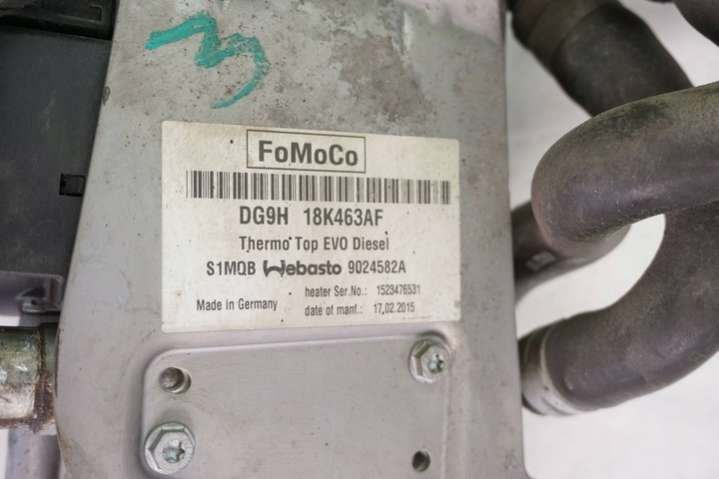 3
FoMoCo
DG9H 18K463AF
Thermo Top EVO Diesel
S1MQB Webasto 9024582A
heater Ser.No.: 1523476531
Made in Germany
date of manf.: 17.02.2015